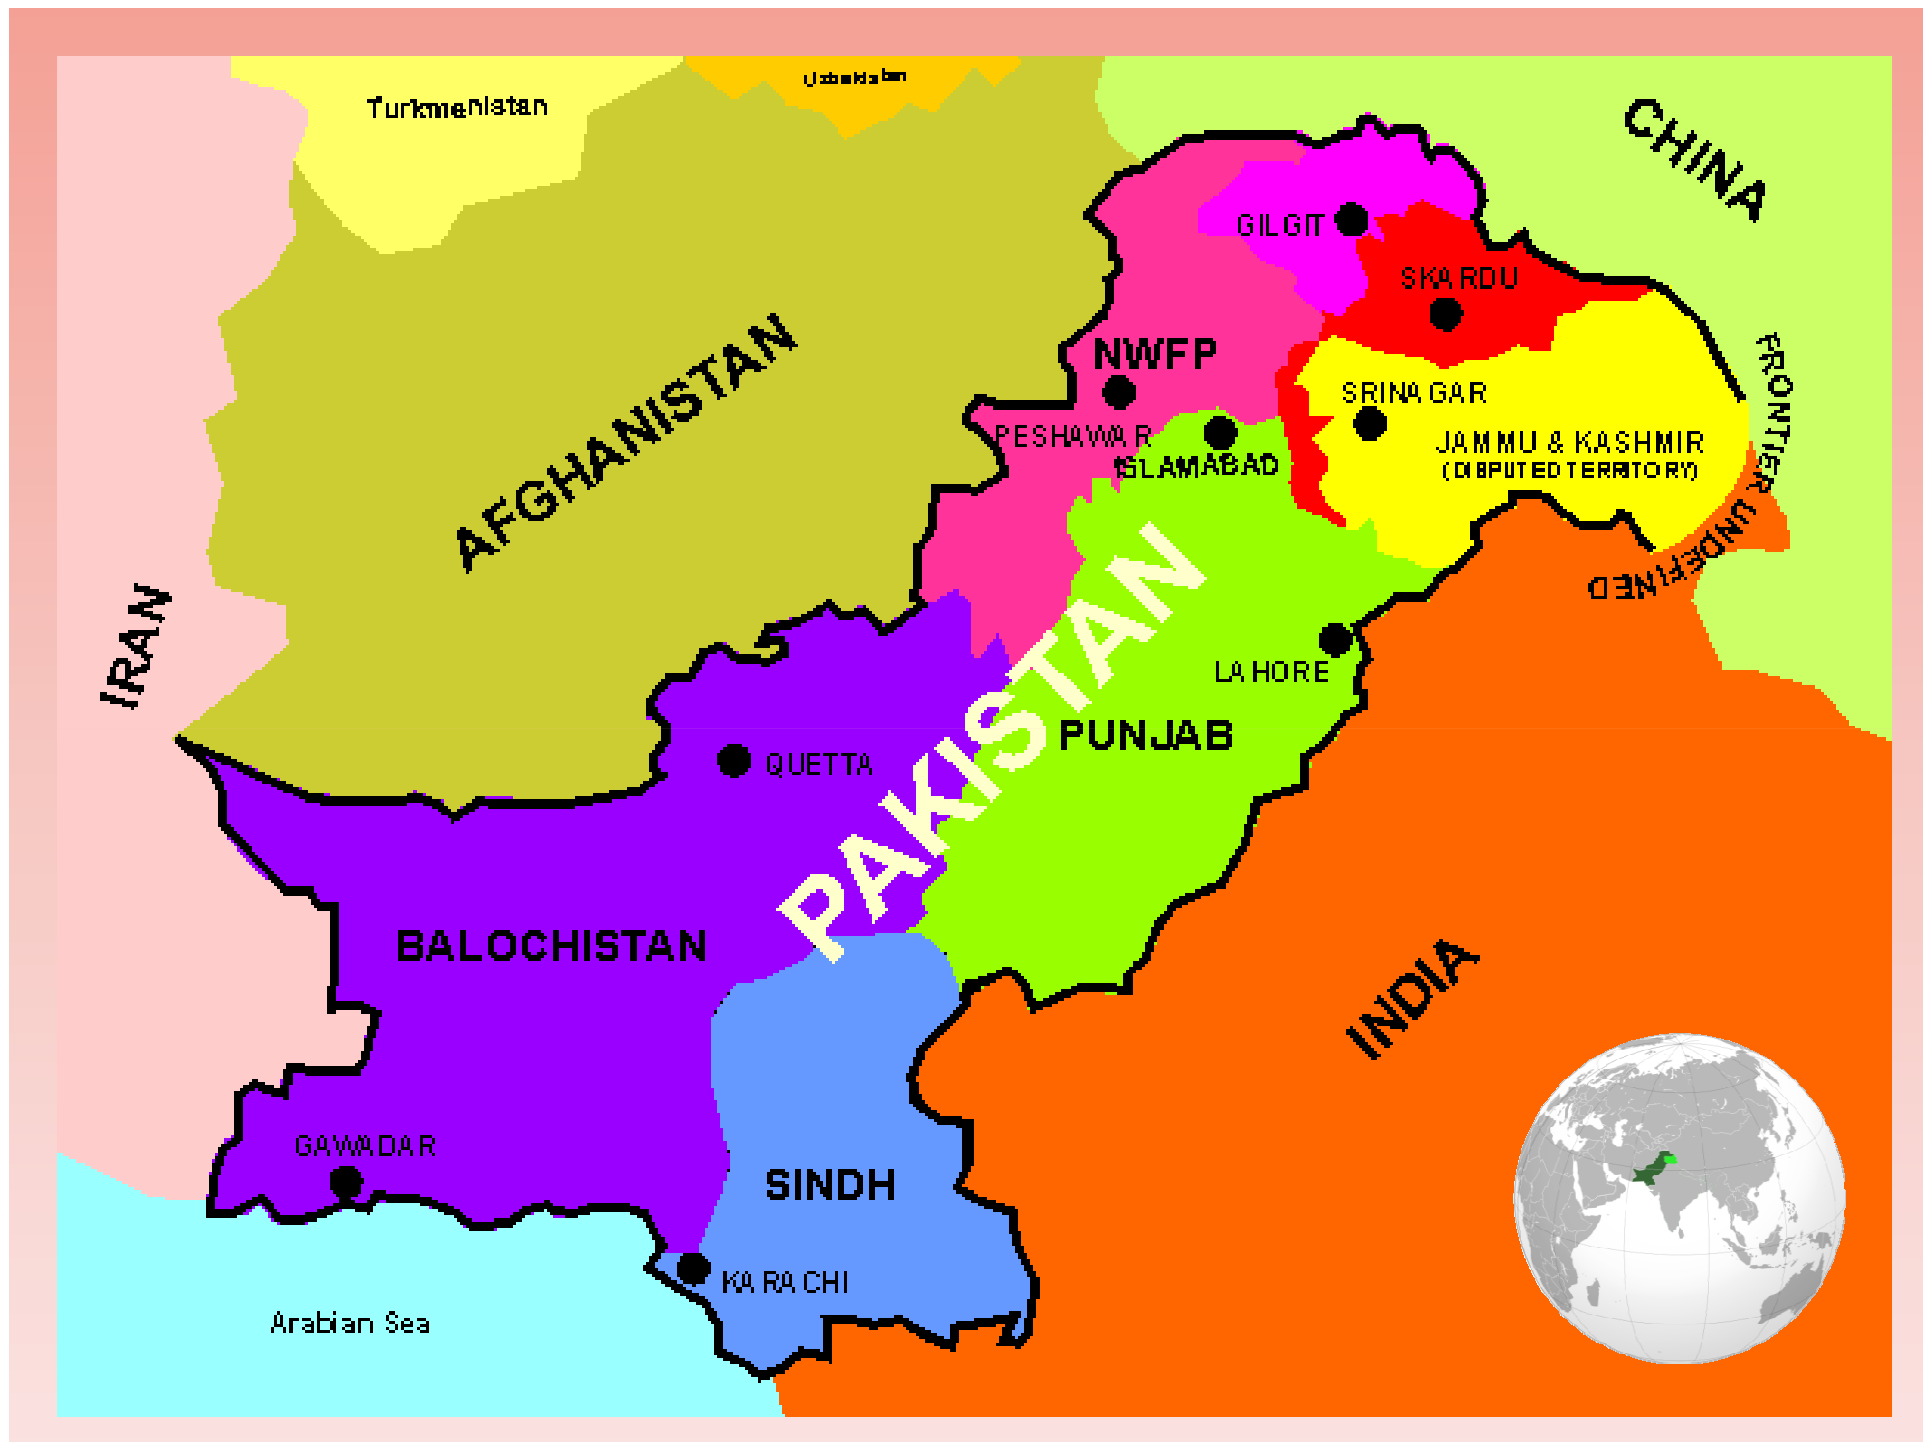 Turkmenistan
Uzbekistan
CHINA
GILGIT
SKARDU
AFGHANISTAN
NWFP
SRINAGAR
PESHAWAR
JAMMU & KASHMIR
ISLAMABAD
(DISPUTED TERRITORY)
FRONTIER UNDEFINED
IRAN
LAHORE
PAKISTAN
PUNJAB
QUETTA
BALOCHISTAN
INDIA
GAWADAR
SINDH
KARACHI
Arabian Sea